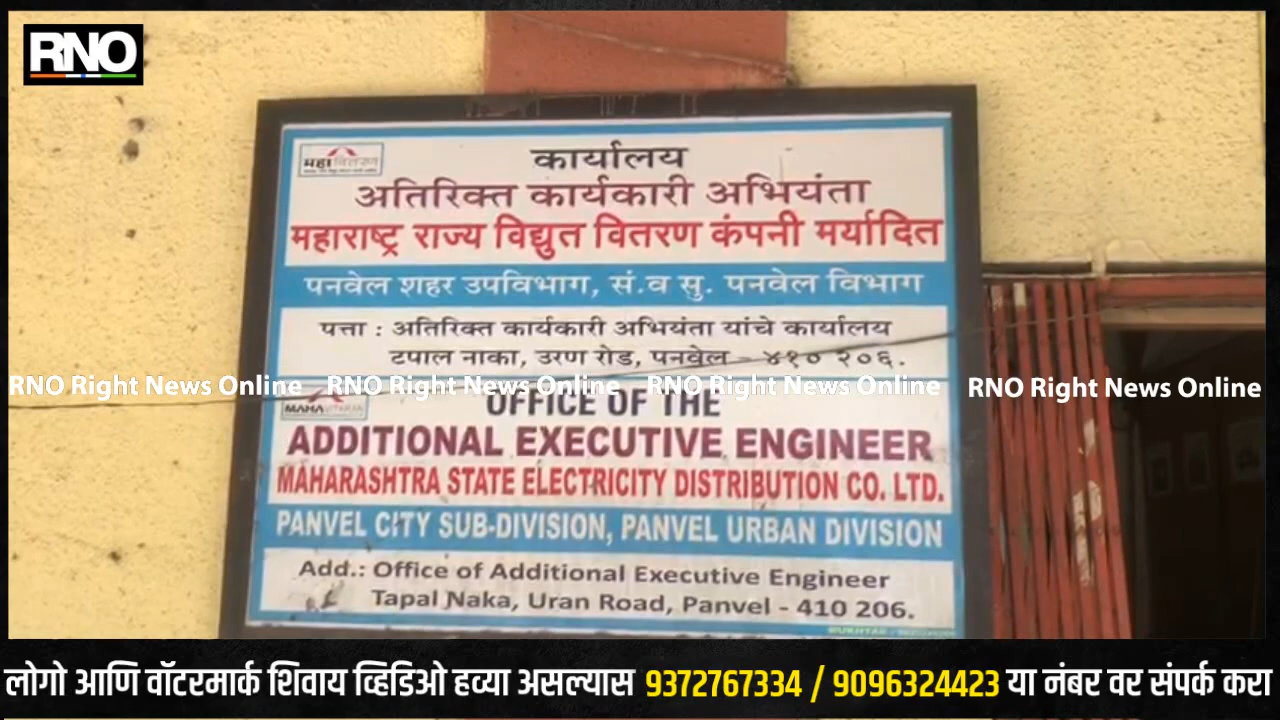 RNO
महावितरण
कार्यालय
अतिरिक्त कार्यकारी अभियंता
महाराष्ट्र राज्य विद्युत वितरण कंपनी मर्यादित
पनवेल शहर उपविभाग, सं.व सु. पनवेल विभाग
पत्ता : अतिरिक्त कार्यकारी अभियंता यांचे कार्यालय
टपाल नाका, उरण रोड, पनवेल - ४१० २०६.
RNO Right News Online RNO Right News Online RNO Right News Online RNO Right News Online
MAHAVITARAN
OFFICE OF THE
ADDITIONAL EXECUTIVE ENGINEER
MAHARASHTRA STATE ELECTRICITY DISTRIBUTION CO. LTD.
PANVEL CITY SUB-DIVISION, PANVEL URBAN DIVISION
Add.: Office of Additional Executive Engineer
Tapal Naka, Uran Road, Panvel - 410 206.
लोगो आणि वॉटरमार्क शिवाय व्हिडिओ हव्या असल्यास 9372767334 / 9096324423 या नंबर वर संपर्क करा